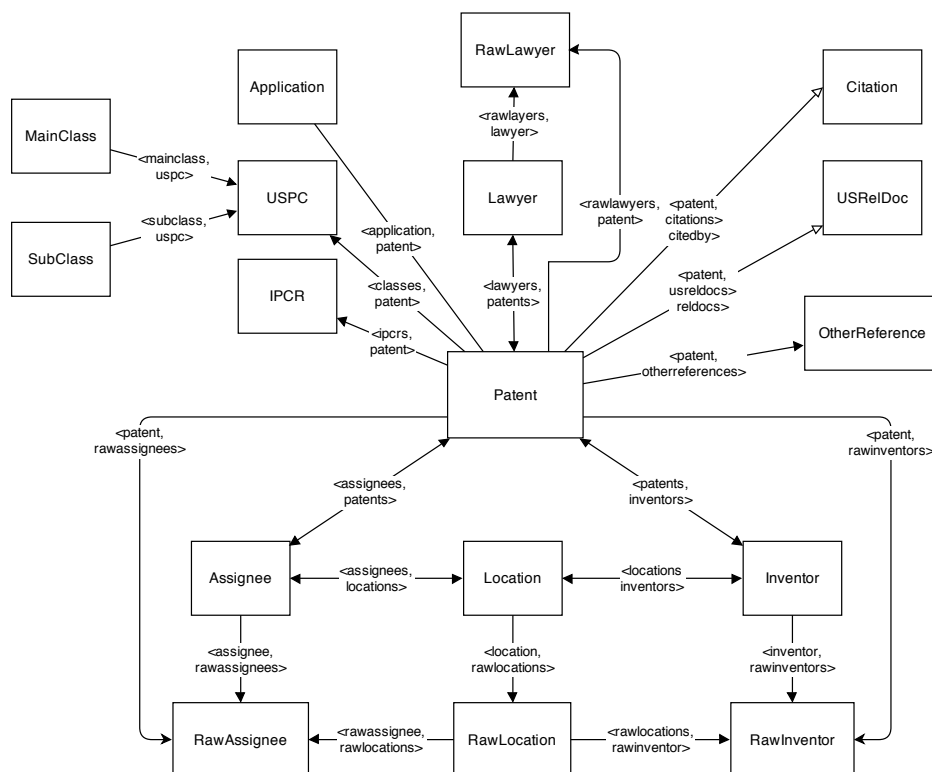 RawLawyer
Application
Citation
MainClass
<rawlayers,
lawyer>
<mainclass,
uspc>
USPC
Lawyer
USRelDoc
<subclass,
uspc>
<rawlawyers,
patent>
<patent,
citations>
citedby>
SubClass
<application,
patent>
IPCR
<classes,
patent>
<lawyers,
patents>
<patent,
usreldocs>
reldocs>
<ipcrs,
patent>
OtherReference
<patent,
otherreferences>
Patent
<patent,
rawassignees>
<patent,
rawinventors>
<assignees,
patents>
<patents,
inventors>
Assignee
<assignees,
locations>
Location
<locations
inventors>
Inventor
<assignee,
rawassignees>
<location,
rawlocations>
<inventor,
rawinventors>
RawAssignee
<rawassignee,
rawlocations>
RawLocation
<rawlocations,
rawinventor>
RawInventor